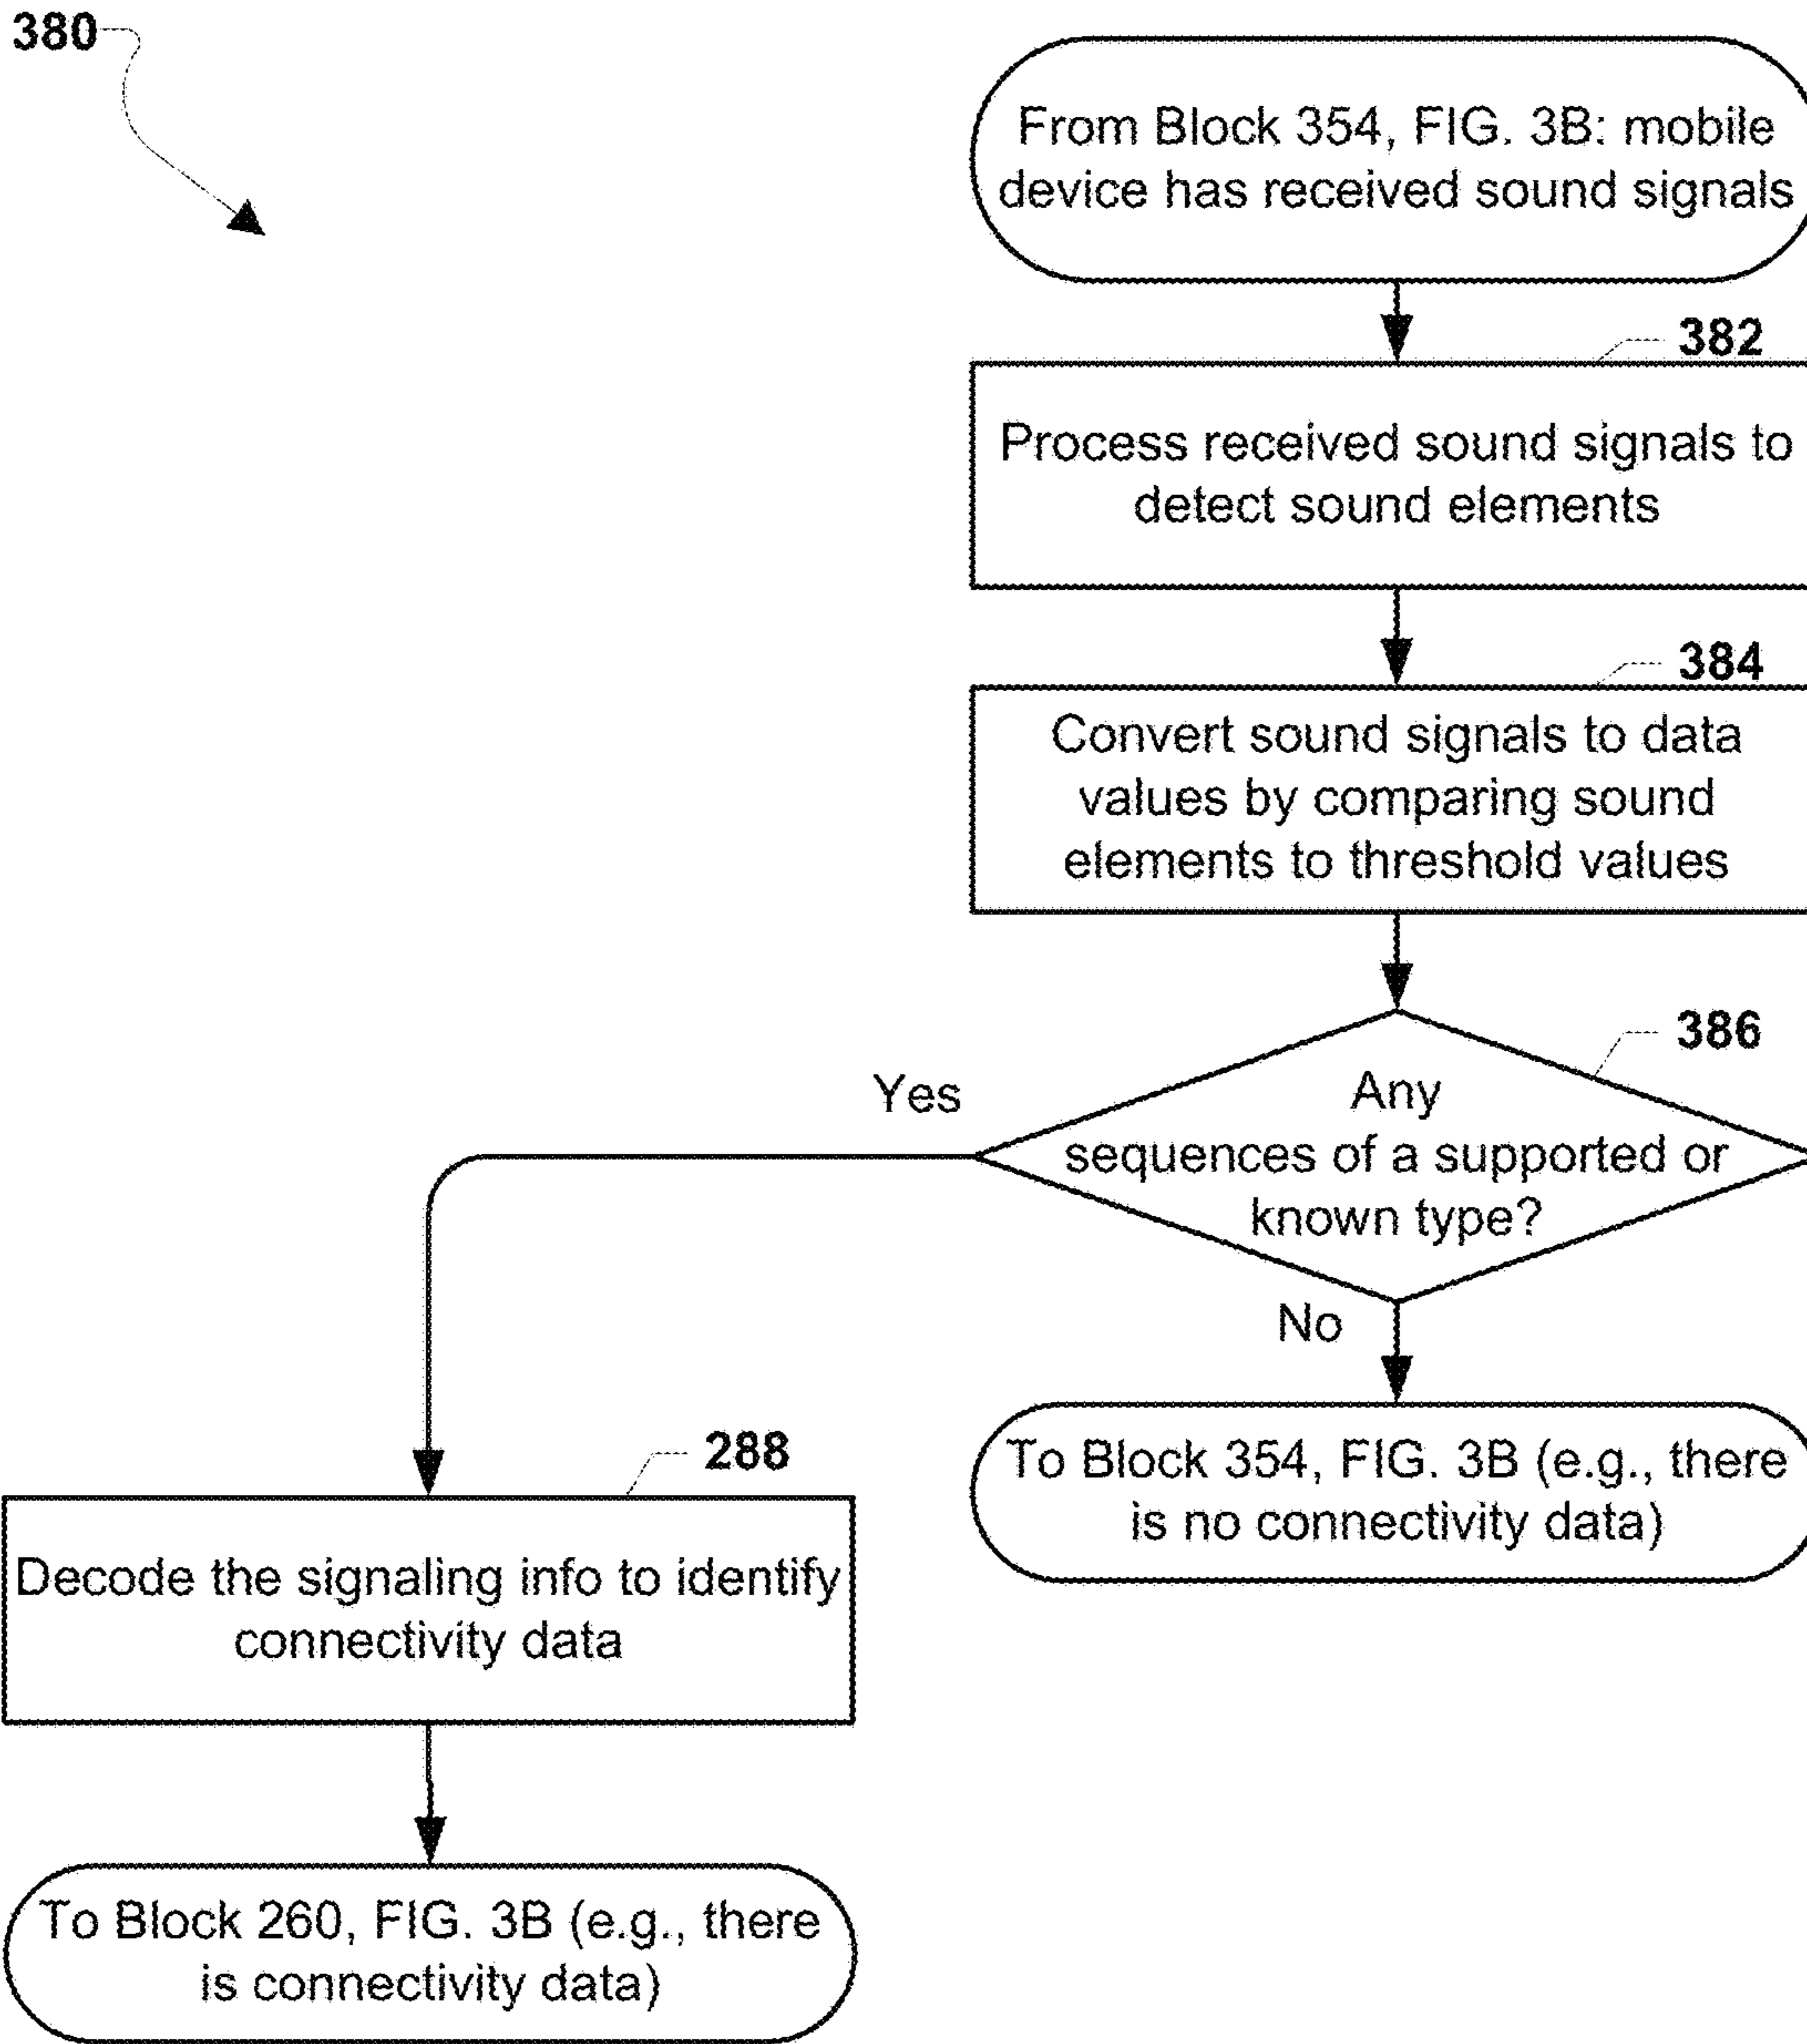 380
From Block 354, FIG. 3B: mobile
device has received sound signals
382
Process received sound signals to
detect sound elements
384
Convert sound signals to data
values by comparing sound
elements to threshold values
386
Any
sequences of a supported or
known type?
Yes
No
To Block 354, FIG. 3B (e.g., there
is no connectivity data)
288
Decode the signaling info to identify
connectivity data
To Block 260, FIG. 3B (e.g., there
is connectivity data)